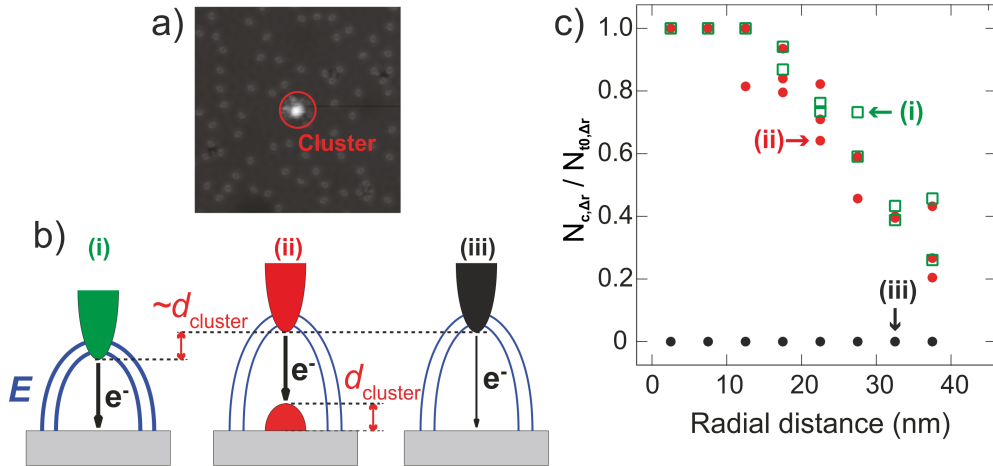 a)
Cluster
b)
(i)
(ii)
(iii)
~d cluster
E
e-
e-
d cluster
e-
c)
N c,Δr / N t0,Δr
1.0
0.8
0.6
0.4
0.2
0
(i)
(ii)
(iii)
0
10
20
30
40
Radial distance (nm)